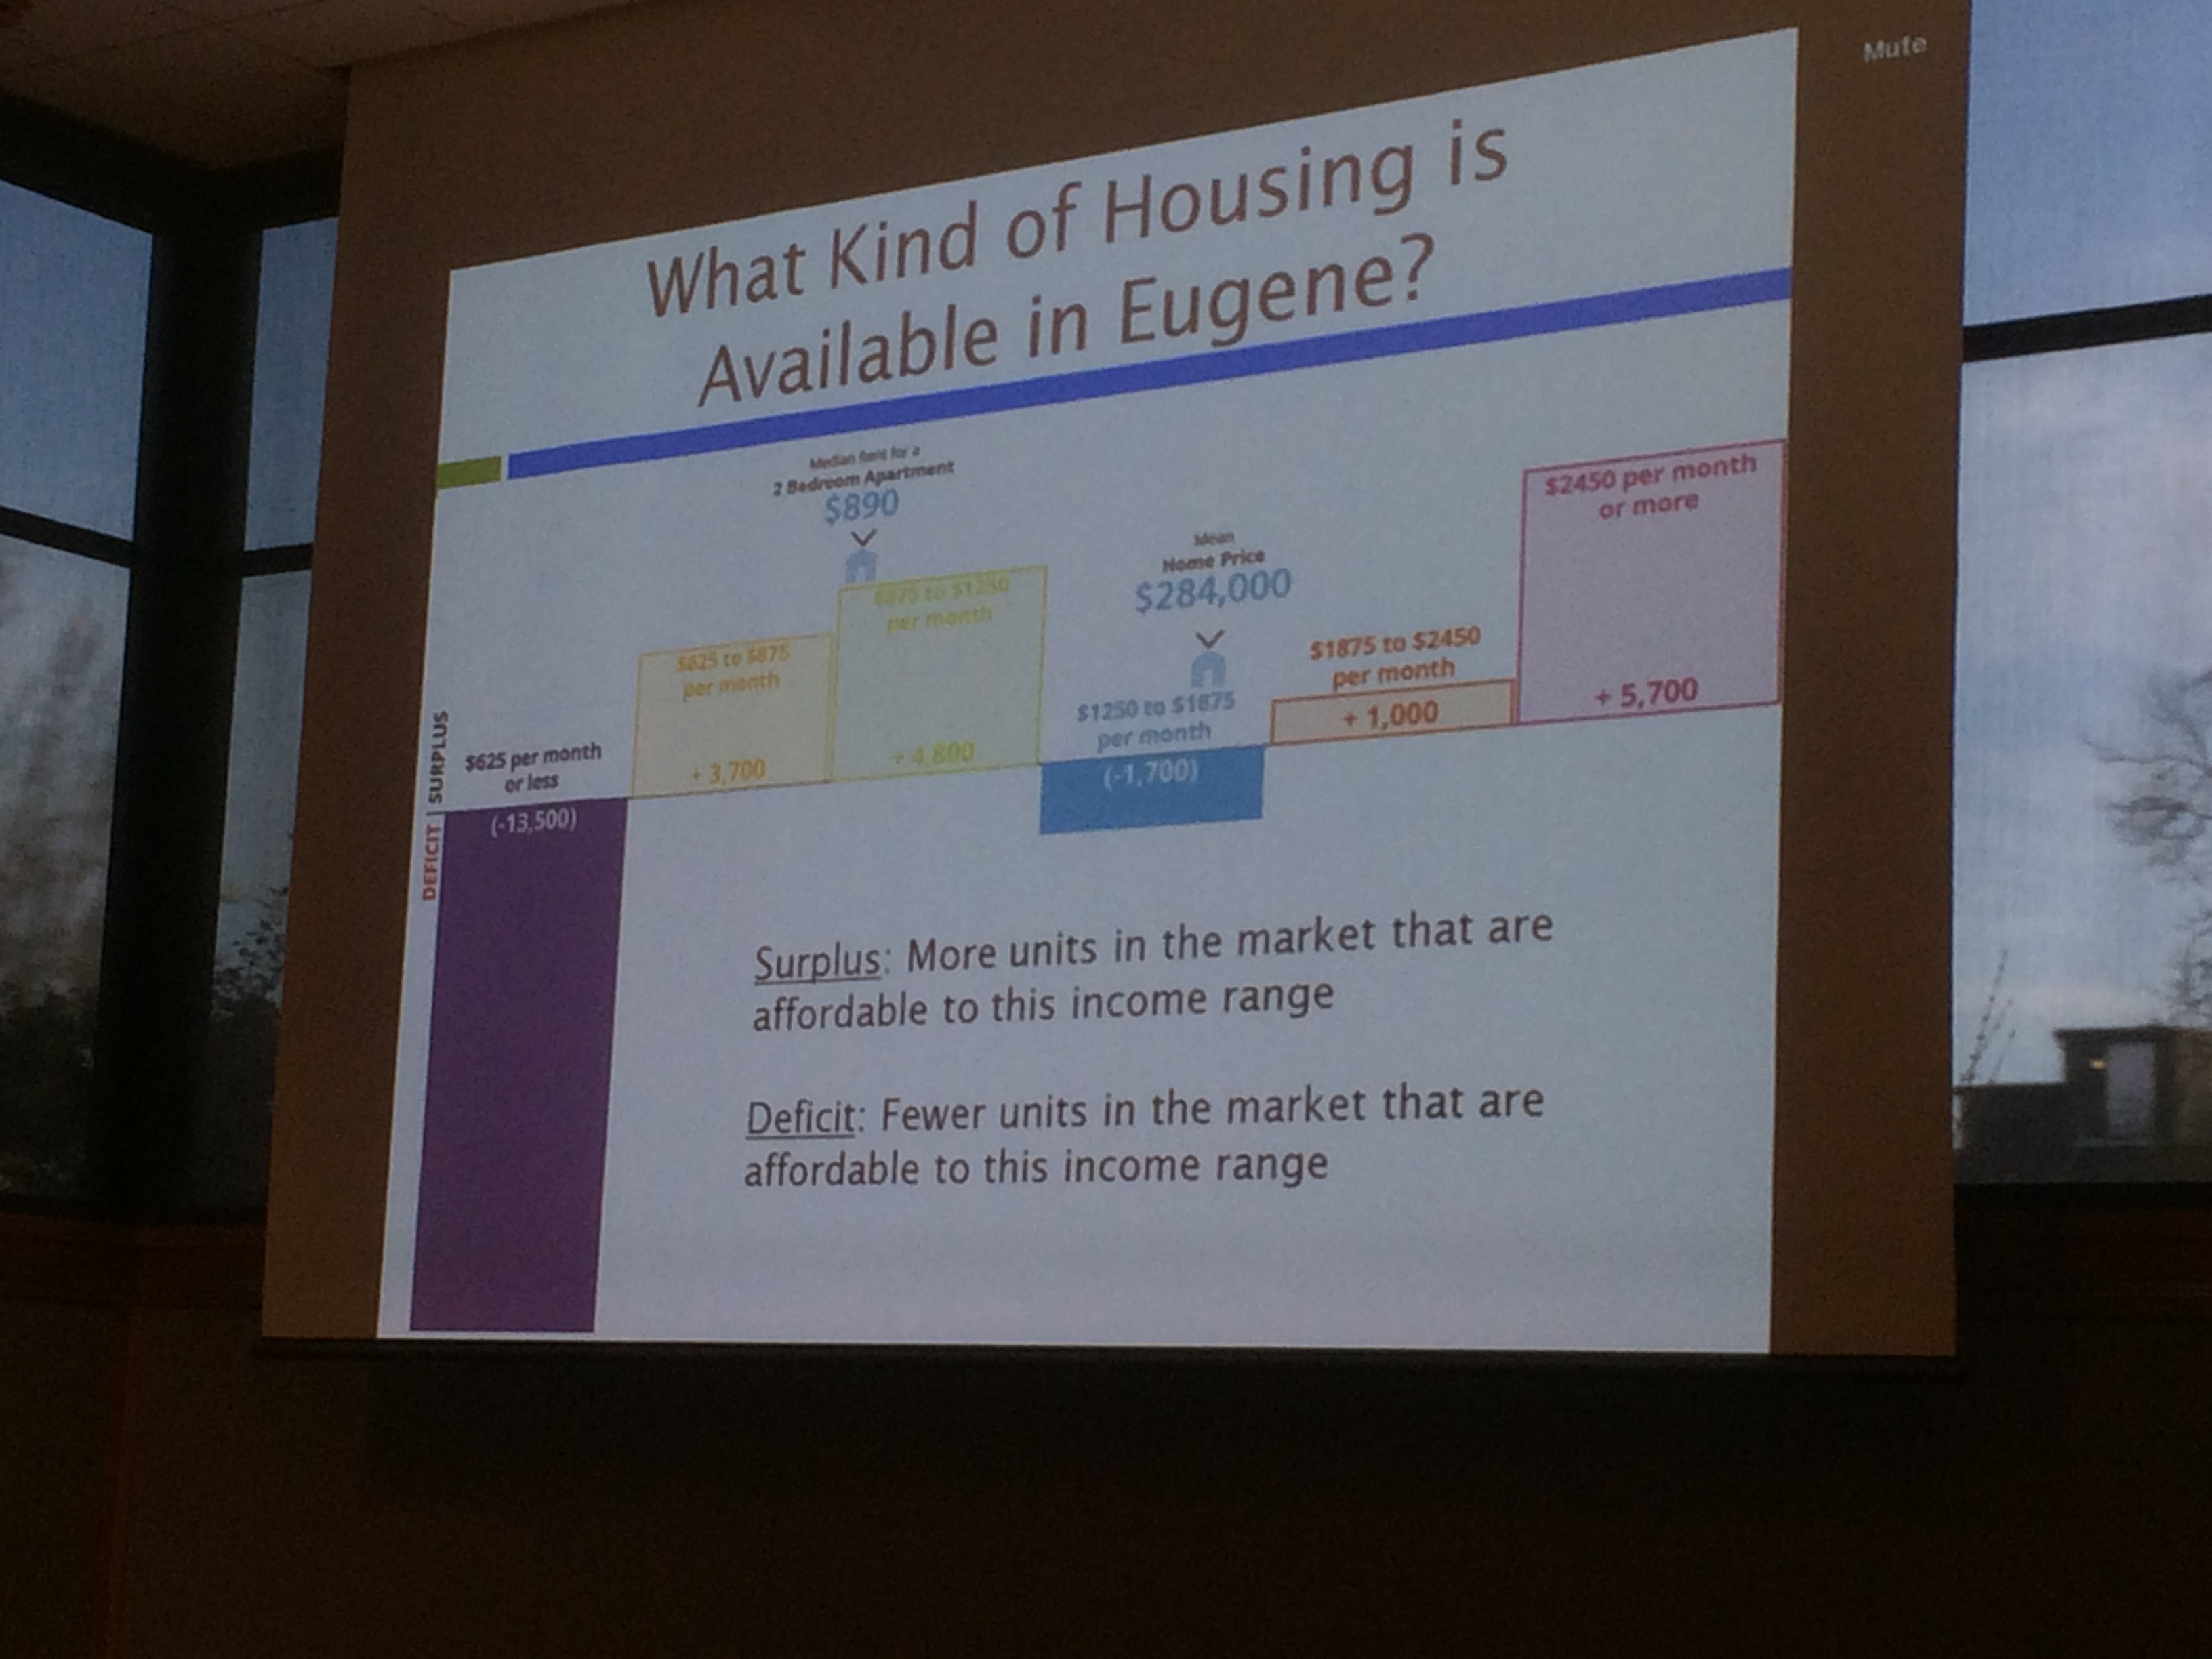 Mute
What Kind of Housing is
Available in Eugene?
Median Rent for a
2 Bedroom Apartment
$890
Mean
Home Price
$284,000
SURPLUS
DEFICIT
$625 per month
or less
(-13,500)
$625 to $875
per month
+ 3,700
$875 to $1250
per month
+ 4,800
$1250 to $1875
per month
(-1,700)
$1875 to $2450
per month
+ 1,000
$2450 per month
or more
+ 5,700
Surplus: More units in the market that are
affordable to this income range
Deficit: Fewer units in the market that are
affordable to this income range